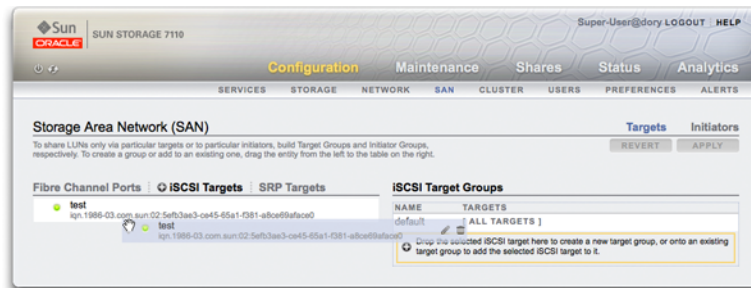 Sun
ORACLE
SUN STORAGE 7110
Super-User@dory LOGOUT HELP
Configuration Maintenance Shares Status Analytics
SERVICES STORAGE NETWORK SAN CLUSTER USERS PREFERENCES ALERTS
Storage Area Network (SAN)
Targets Initiators
To share LUNs only via particular targets or to particular initiators, build Target Groups and Initiator Groups,
respectively. To create a group or add to an existing one, drag the entity from the left to the table on the right.
REVERT APPLY
Fibre Channel Ports iSCSI Targets SRP Targets
test
iqn.1986-03.com.sun:02:5efb3ae3-ce45-65a1-f381-a8ce69aface0
test
iqn.1986-03.com.sun:02:5efb3ae3-ce45-65a1-f381-a8ce69aface0
iSCSI Target Groups
NAME TARGETS
default [ ALL TARGETS ]
Drop the selected iSCSI target here to create a new target group, or onto an existing
target group to add the selected iSCSI target to it.